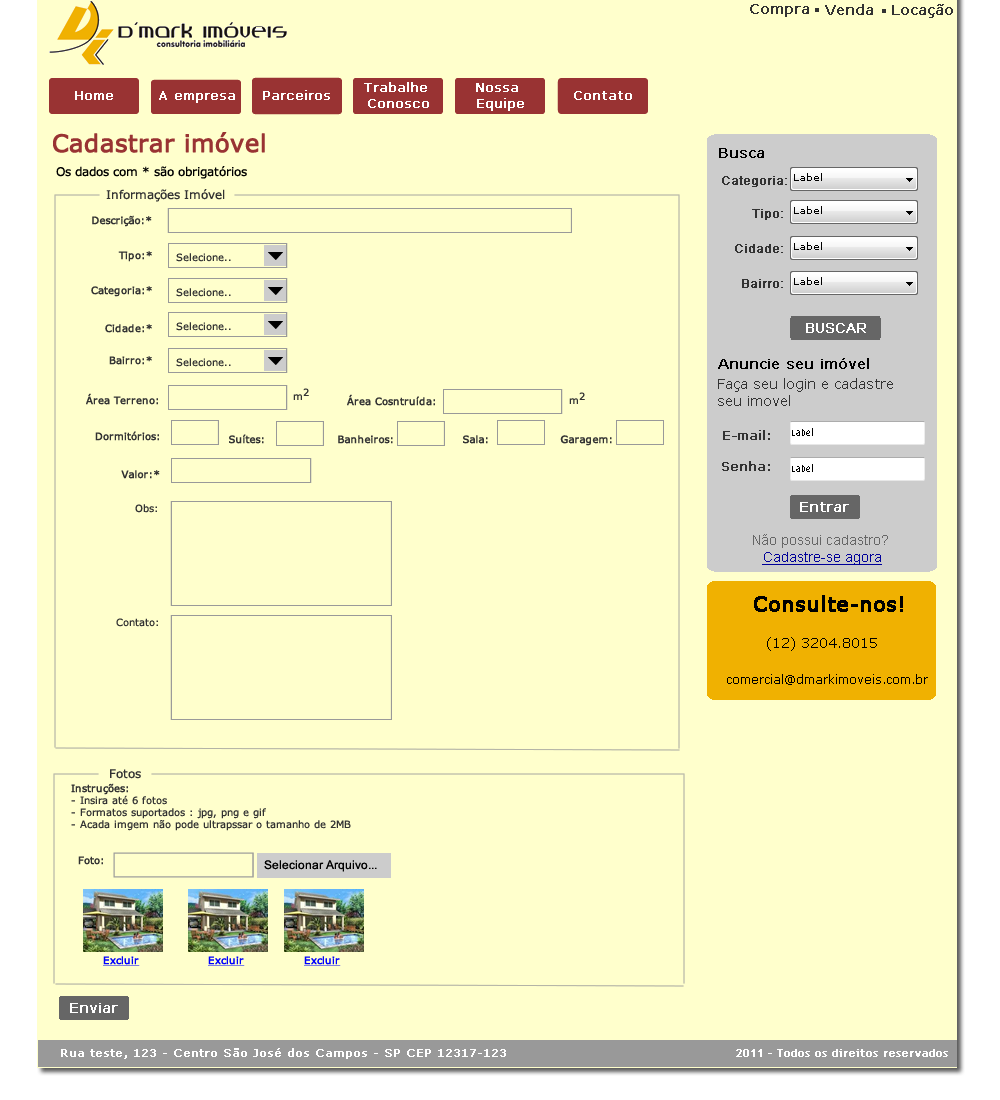 Compra ▪ Venda ▪ Locação
D'mark imóveis
consultoria imobiliária
Home
A empresa
Parceiros
Trabalhe
Conosco
Nossa
Equipe
Contato
Cadastrar imóvel
Os dados com * são obrigatórios
Informações Imóvel
Descrição:*
Tipo:* Selecione..
Categoria:* Selecione..
Cidade:* Selecione..
Bairro:* Selecione..
Área Terreno: m2 Área Cosntruída: m2
Dormitórios: Suítes: Banheiros: Sala: Garagem:
Valor:*
Obs:
Contato:
Fotos
Instruções:
- Insira até 6 fotos
- Formatos suportados : jpg, png e gif
- Acada imgem não pode ultrapssar o tamanho de 2MB
Foto: Selecionar Arquivo...
Excluir Excluir Excluir
Enviar
Busca
Categoria: Label
Tipo: Label
Cidade: Label
Bairro: Label
BUSCAR
Anuncie seu imóvel
Faça seu login e cadastre
seu imovel
E-mail: Label
Senha: Label
Entrar
Não possui cadastro?
Cadastre-se agora
Consulte-nos!
(12) 3204.8015
comercial@dmarkimoveis.com.br
Rua teste, 123 - Centro São José dos Campos - SP CEP 12317-123
2011 - Todos os direitos reservados